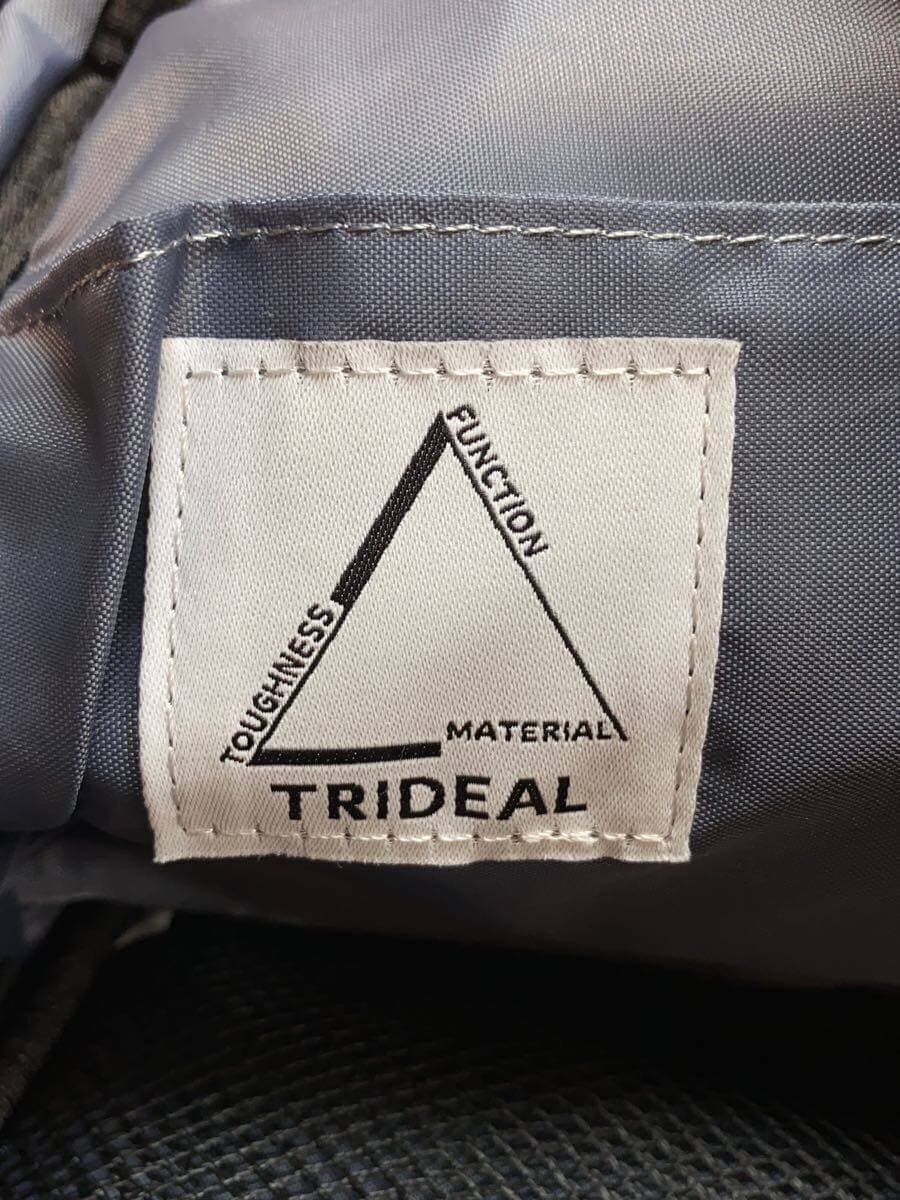 FUNCTION
TOUGHNESS
MATERIAL
TRIDEAL